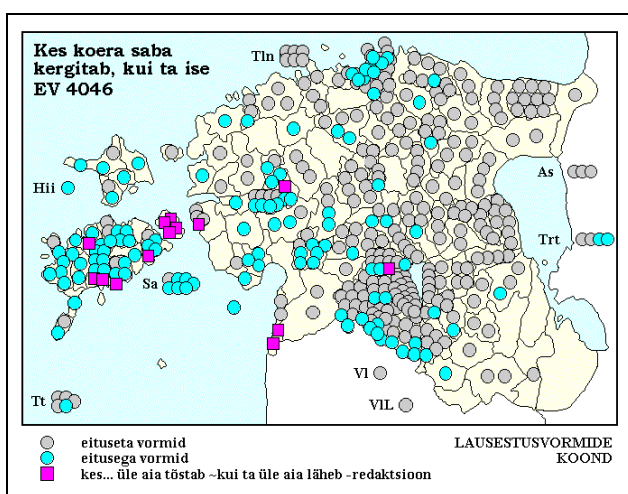 Kes koera saba
kergitab, kui ta ise
EV 4046
Tln
Hii
As
Trt
Sa
Tt
Vl
VlL
eituseta vormid
eitusega vormid
kes... üle aia tõstab ~kui ta üle aia läheb -redaktsioon
LAUSESTUSVORMIDE
KOOND